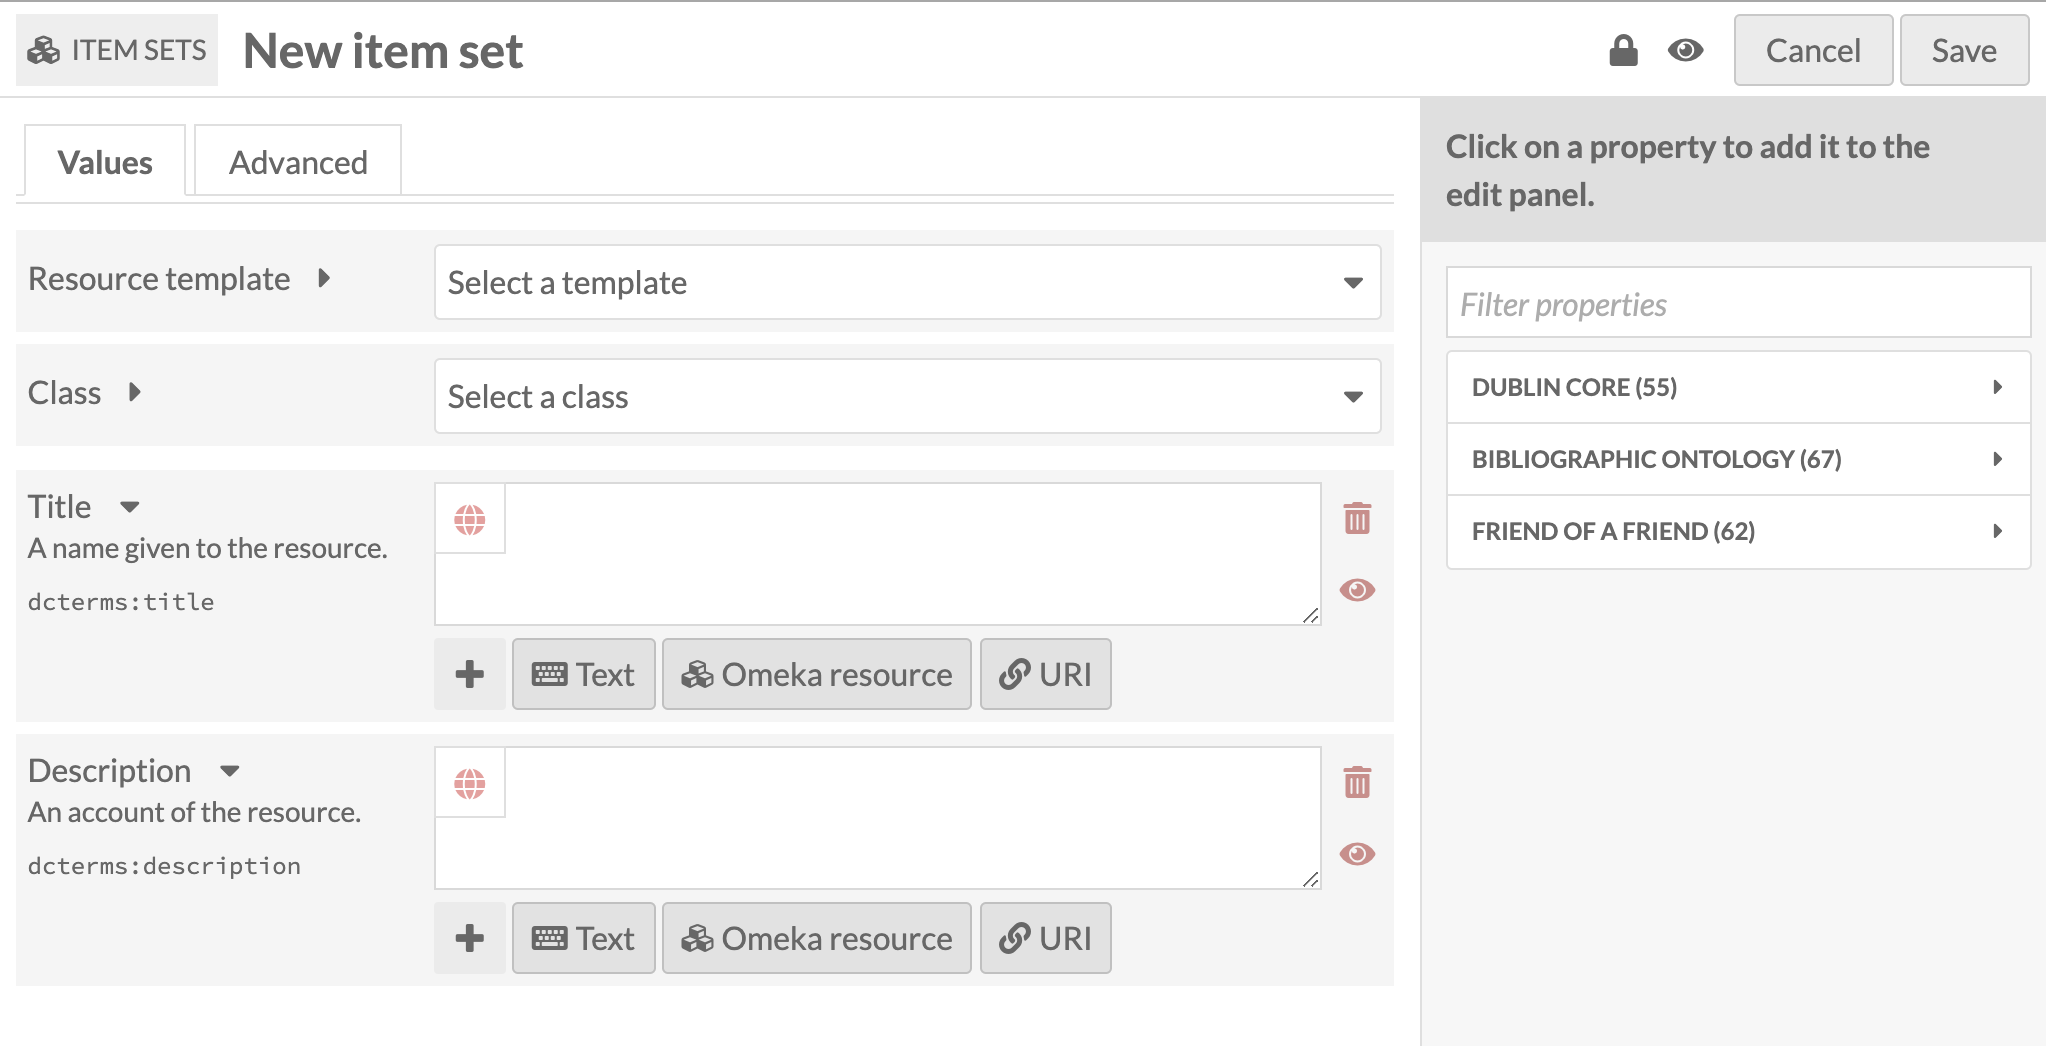 ITEM SETS
New item set
Cancel
Save
Values
Advanced
Resource template
Select a template
Class
Select a class
Title
A name given to the resource.
dcterms:title
Text
Omeka resource
URI
Description
An account of the resource.
dcterms:description
Text
Omeka resource
URI
Click on a property to add it to the
edit panel.
Filter properties
DUBLIN CORE (55)
BIBLIOGRAPHIC ONTOLOGY (67)
FRIEND OF A FRIEND (62)